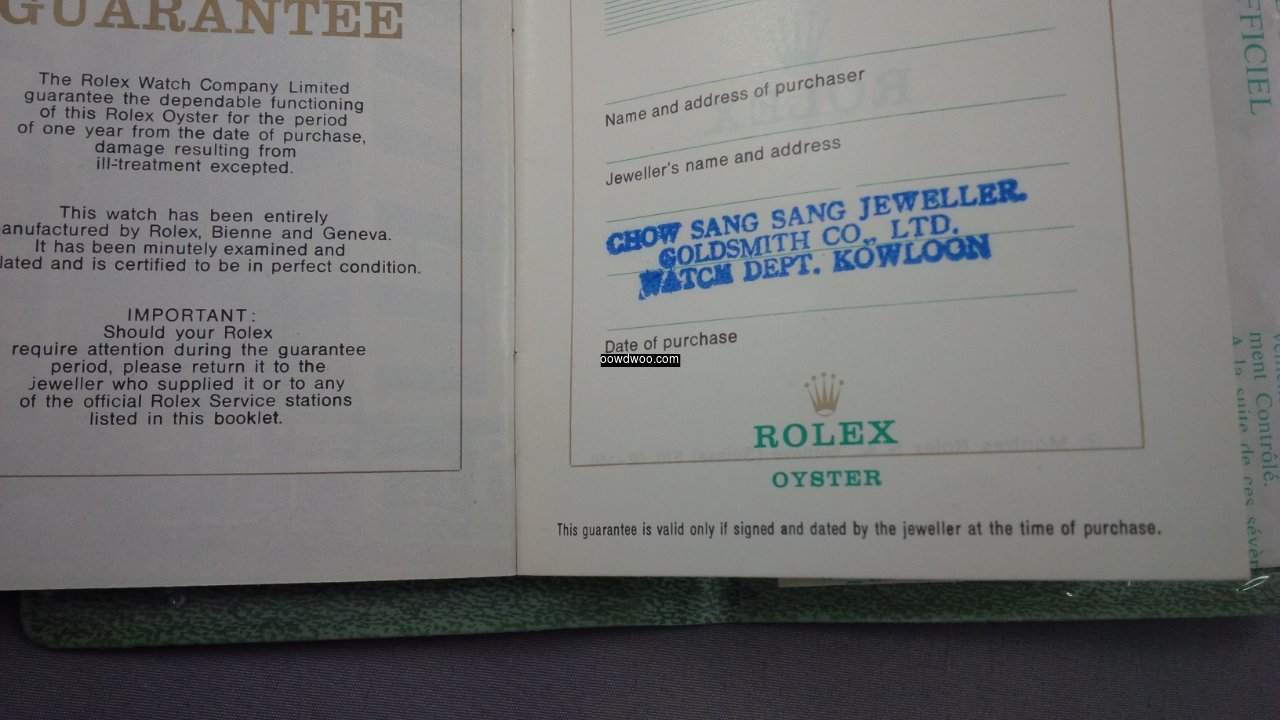 GUARANTEE
The Rolex Watch Company Limited
guarantee the dependable functioning
of this Rolex Oyster for the period
of one year from the date of purchase,
damage resulting from
ill-treatment excepted.
This watch has been entirely
anufactured by Rolex, Bienne and Geneva.
It has been minutely examined and
lated and is certified to be in perfect condition.
IMPORTANT:
Should your Rolex
require attention during the guarantee
period, please return it to the
jeweller who supplied it or to any
of the official Rolex Service stations
listed in this booklet.
Name and address of purchaser
Jeweller's name and address
CHOW SANG SANG JEWELLER.
GOLDSMITH CO., LTD.
WATCH DEPT. KOWLOON
Date of purchase
powdwoo.com
ROLEX
OYSTER
This guarantee is valid only if signed and dated by the jeweller at the time of purchase.
FFICIEL
ment Contrôlé.
A la suite de ces sévèr